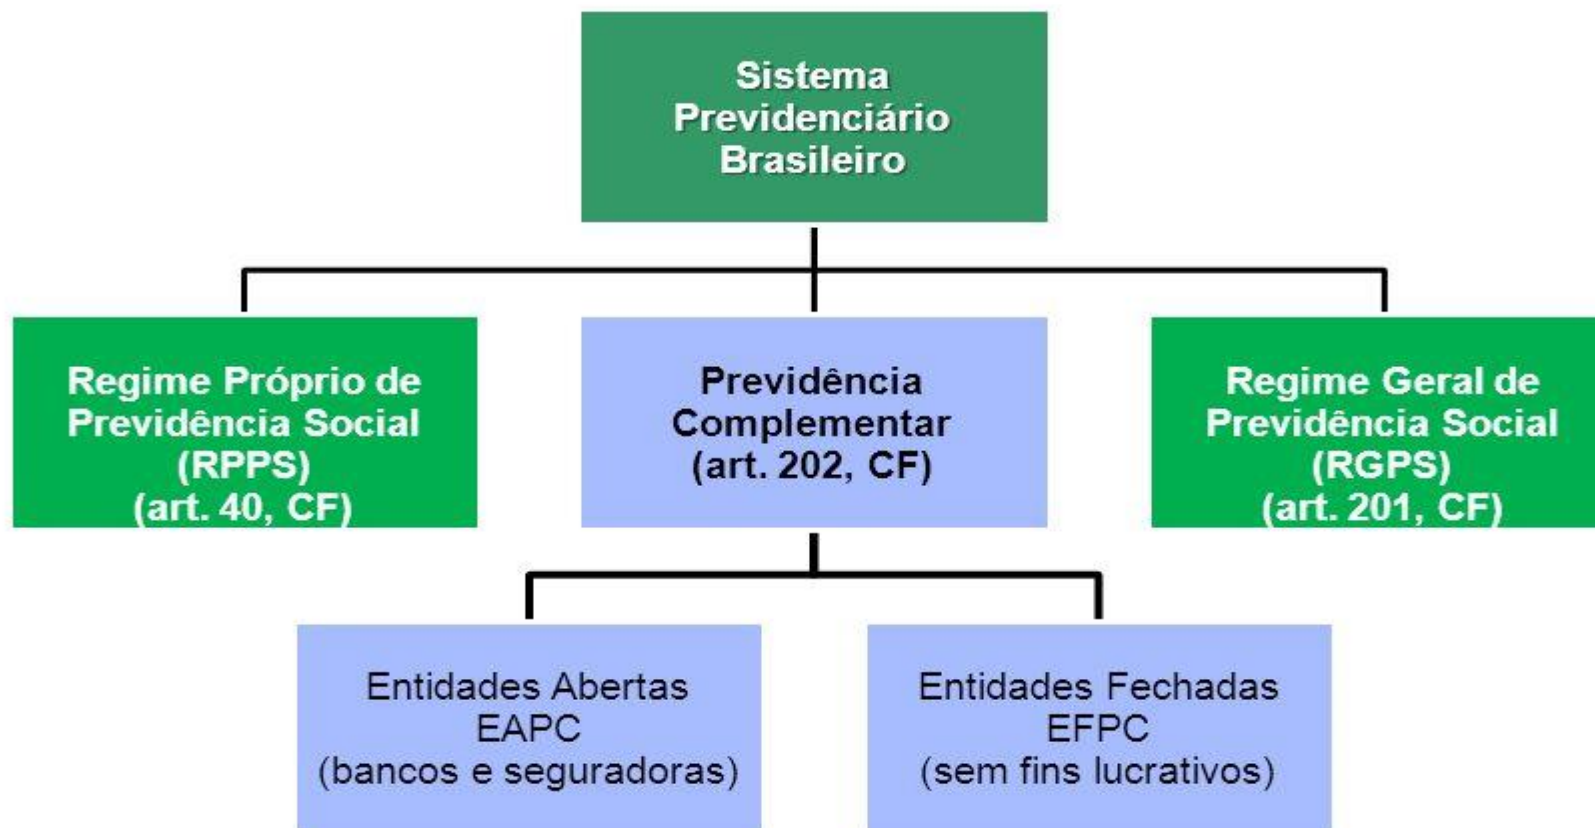 Sistema
Previdenciário
Brasileiro
Regime Próprio de
Previdência Social
(RPPS)
(art. 40, CF)
Previdência
Complementar
(art. 202, CF)
Regime Geral de
Previdência Social
(RGPS)
(art. 201, CF)
Entidades Abertas
EAPC
(bancos e seguradoras)
Entidades Fechadas
EFPC
(sem fins lucrativos)